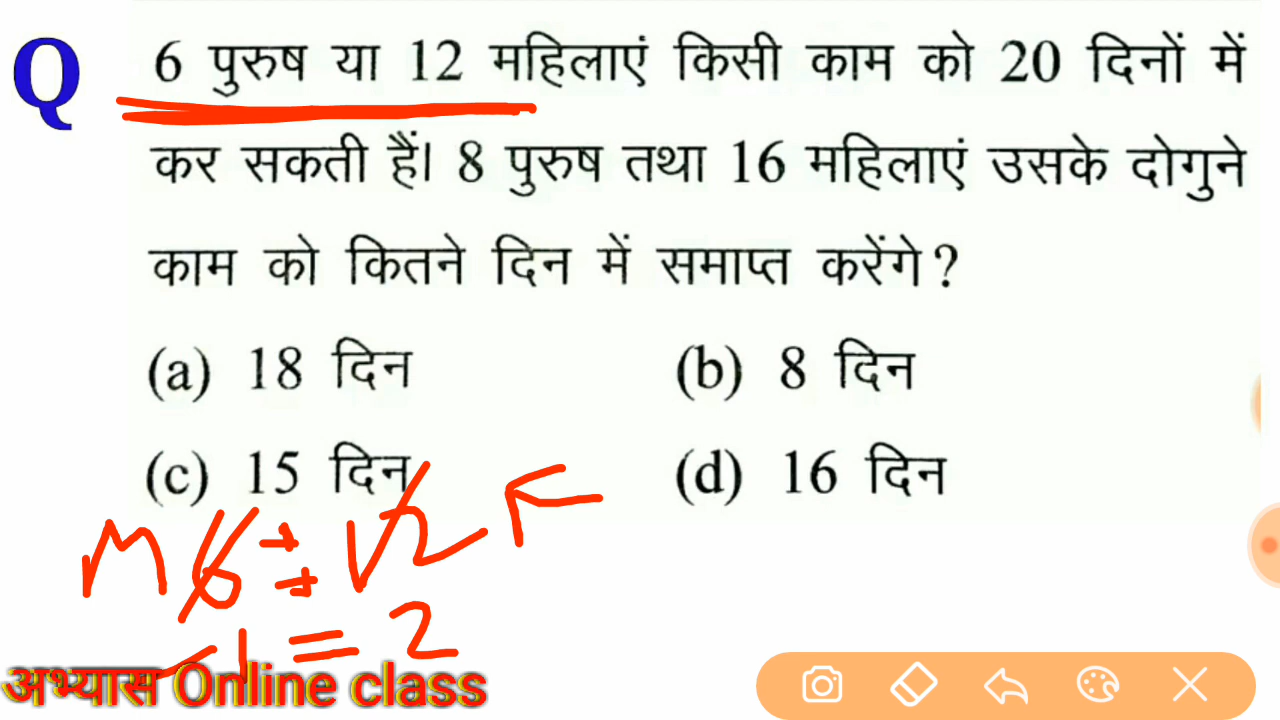 Q 6 पुरुष या 12 महिलाएं किसी काम को 20 दिनों में
कर सकती हैं। 8 पुरुष तथा 16 महिलाएं उसके दोगुने
काम को कितने दिन में समाप्त करेंगे?
(a) 18 दिन (b) 8 दिन
(c) 15 दिन (d) 16 दिन
M 6 = 12
1 = 2
अभ्यास Online class